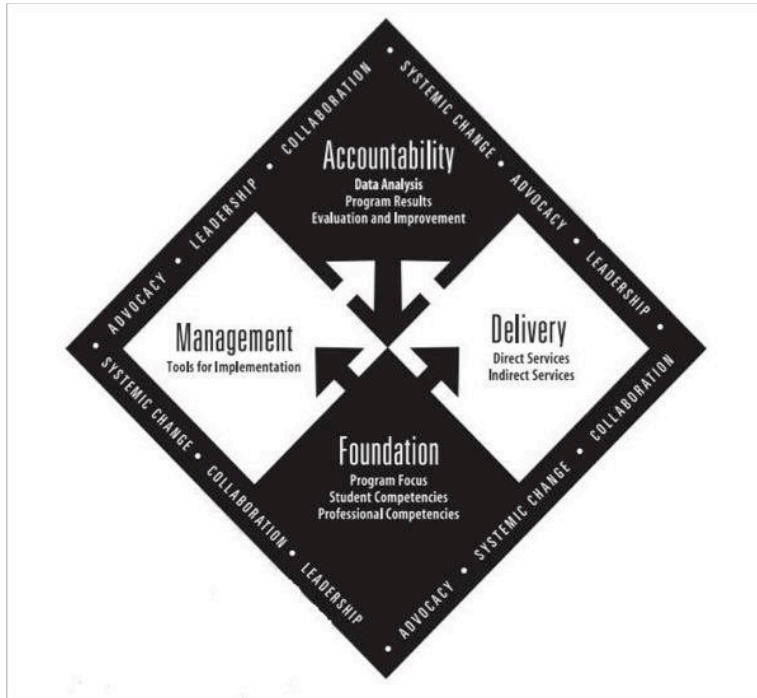 COLLABORATION • SYSTEMIC CHANGE
• ADVOCACY • LEADERSHIP •
• ADVOCACY • LEADERSHIP •
Accountability
Data Analysis
Program Results
Evaluation and Improvement
Management
Tools for Implementation
Delivery
Direct Services
Indirect Services
Foundation
Program Focus
Student Competencies
Professional Competencies
SYSTEMIC CHANGE • COLLABORATION • LEADERSHIP
• ADVOCACY • SYSTEMIC CHANGE • COLLABORATION